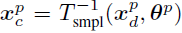 x_c^p = T_{smpl}^{-1}(x_d^p, θ^p)